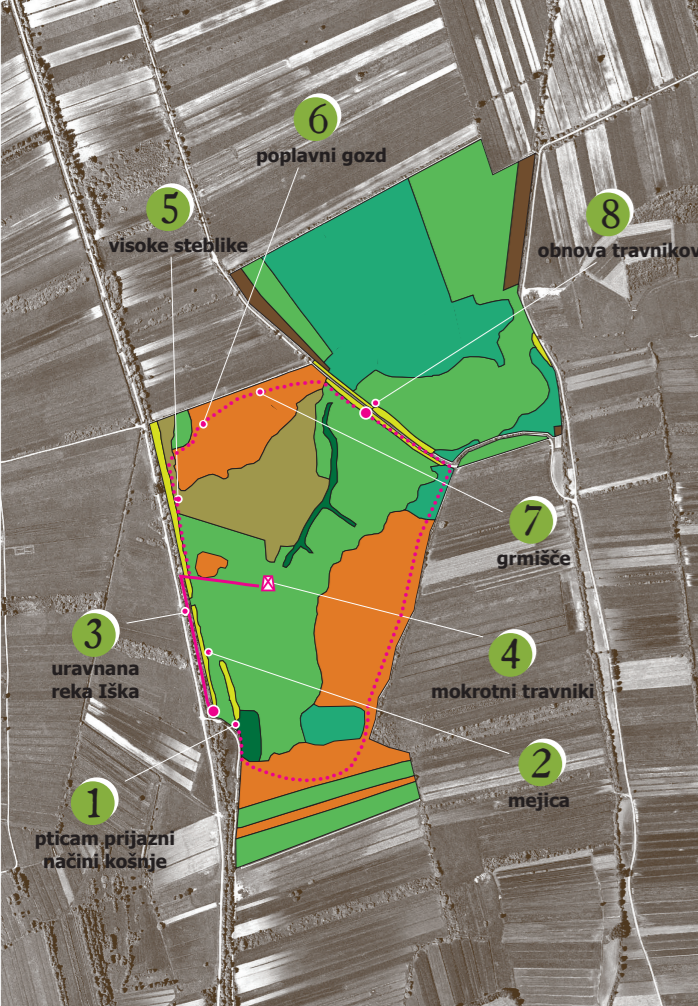 6
poplavni gozd
5
visoke steblike
8
obnova travnikov
7
grmišče
3
uravnana
reka Iška
4
mokrotni travniki
2
mejica
1
pticam prijazni
načini košnje